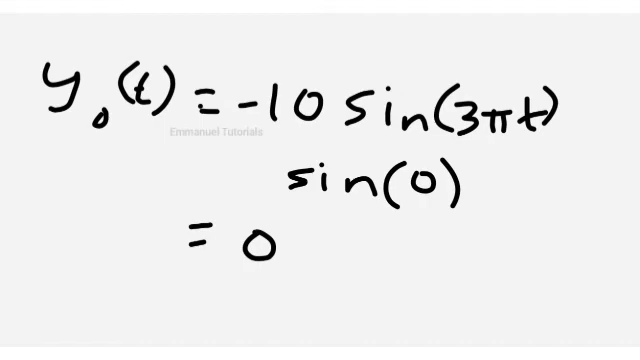 y₀(t) = -10 sin(3πt)
Emmanuel Tutorials
sin(0)
= 0